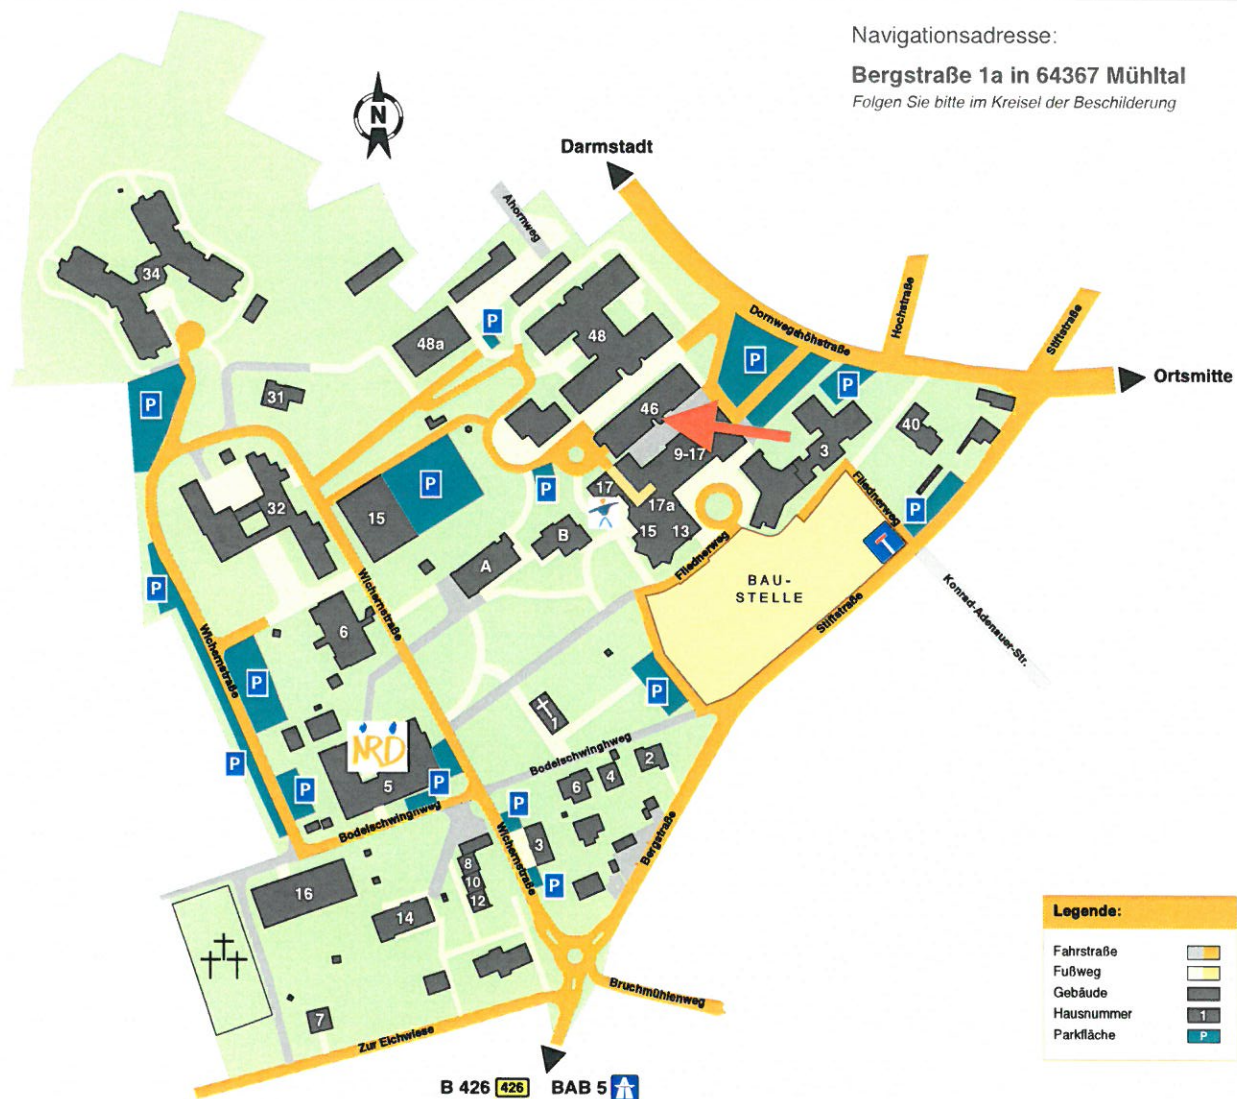 Navigationsadresse:
Bergstraße 1a in 64367 Mühltal
Folgen Sie bitte im Kreisel der Beschilderung
N
Darmstadt
Ahornweg
34
Hochstraße
Stiftstraße
Dornwegshöhstraße
P
48
48a
P
Ortsmitte
P
P
31
46
40
3
9-17
P
32
15
P
17
17a
Fliednerweg
P
15
13
B
A
Fliednerweg
BAU-
STELLE
Konrad-Adenauer-Str.
Stiftstraße
P
Wichernstraße
6
Wichernstraße
P
P
1
NRD
Bodelschwinghweg
2
P
P
5
P
6
4
P
Bodelschwinghweg
Wichernstraße
3
Bergstraße
8
10
12
P
16
14
Legende:
Fahrstraße
Fußweg
Gebäude
Hausnummer 1
Parkfläche P
Bruchmühlenweg
7
Zur Eichwiese
B 426 426 BAB 5